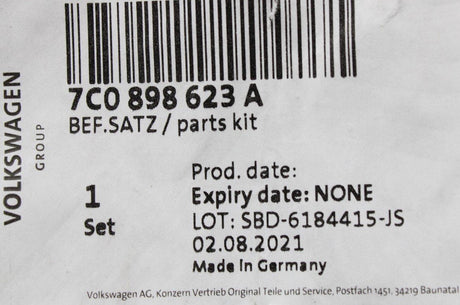 VOLKSWAGEN
GROUP
7C0 898 623 A
BEF.SATZ / parts kit
1
Set
Prod. date:
Expiry date: NONE
LOT: SBD-6184415-JS
02.08.2021
Made in Germany
Volkswagen AG, Konzern Vertrieb Original Teile und Service, Postfach 1451, 34219 Baunatal